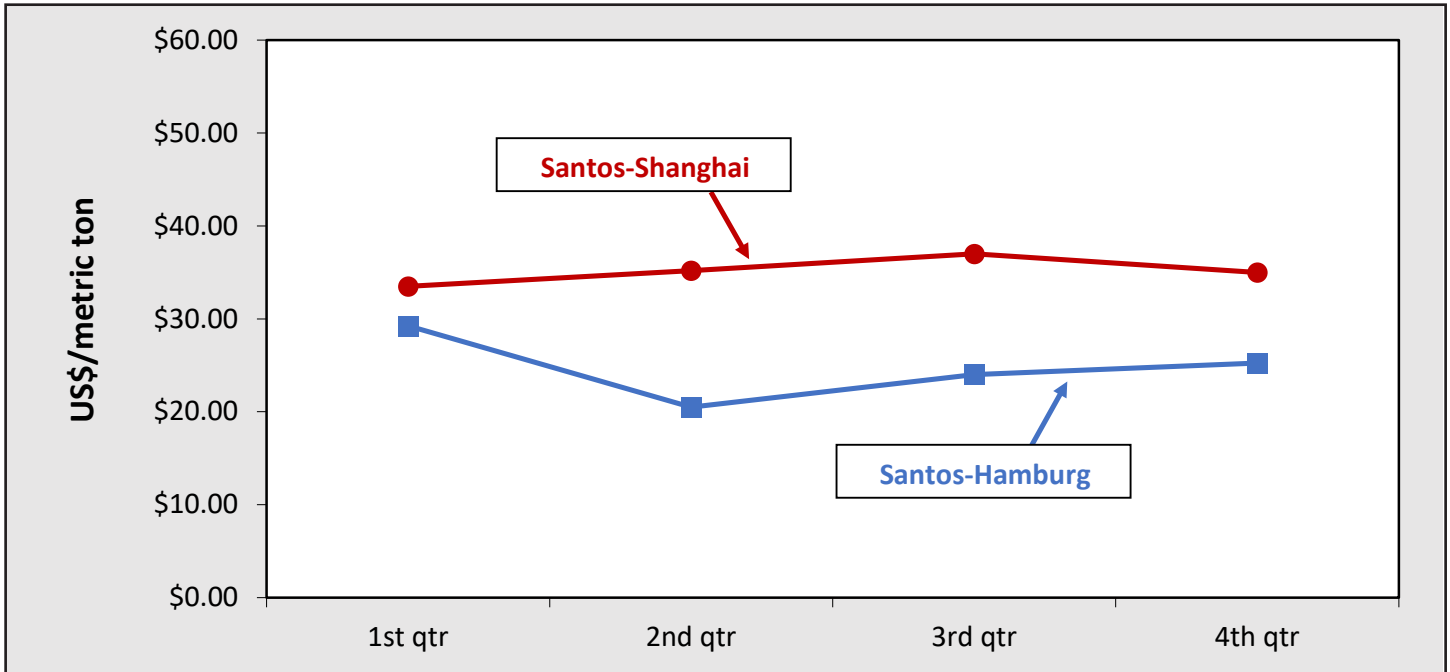 US$/metric ton
$60.00
$50.00
$40.00
$30.00
$20.00
$10.00
$0.00
Santos-Shanghai
Santos-Hamburg
1st qtr
2nd qtr
3rd qtr
4th qtr